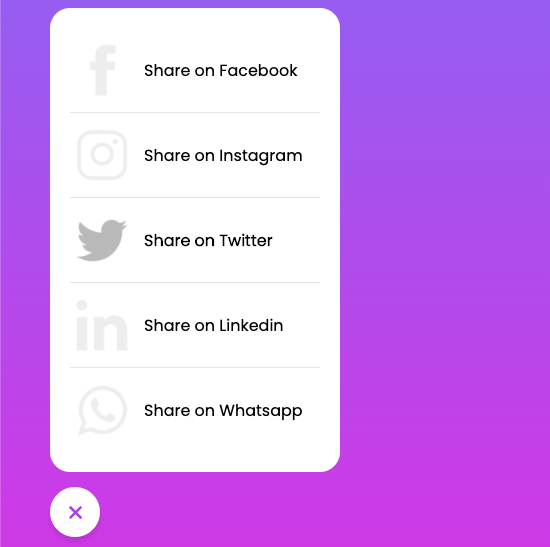 Share on Facebook
Share on Instagram
Share on Twitter
Share on Linkedin
Share on Whatsapp